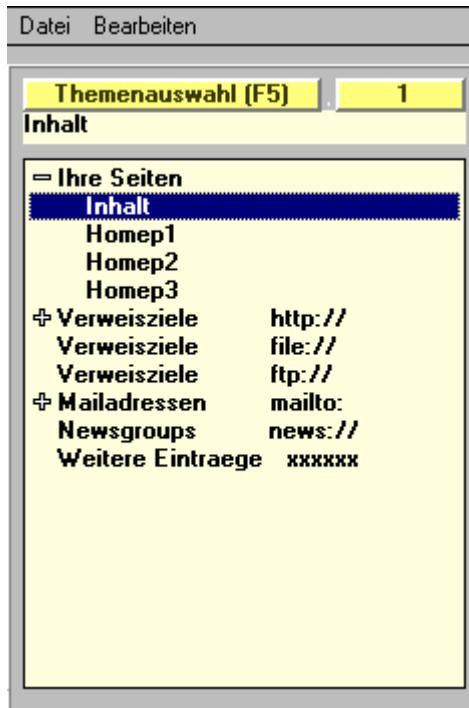 Datei Bearbeiten
Themenauswahl (F5) 1
Inhalt
Ihre Seiten
Inhalt
Homep1
Homep2
Homep3
Verweisziele http://
Verweisziele file://
Verweisziele ftp://
Mailadressen mailto:
Newsgroups news://
Weitere Eintraege xxxxxx